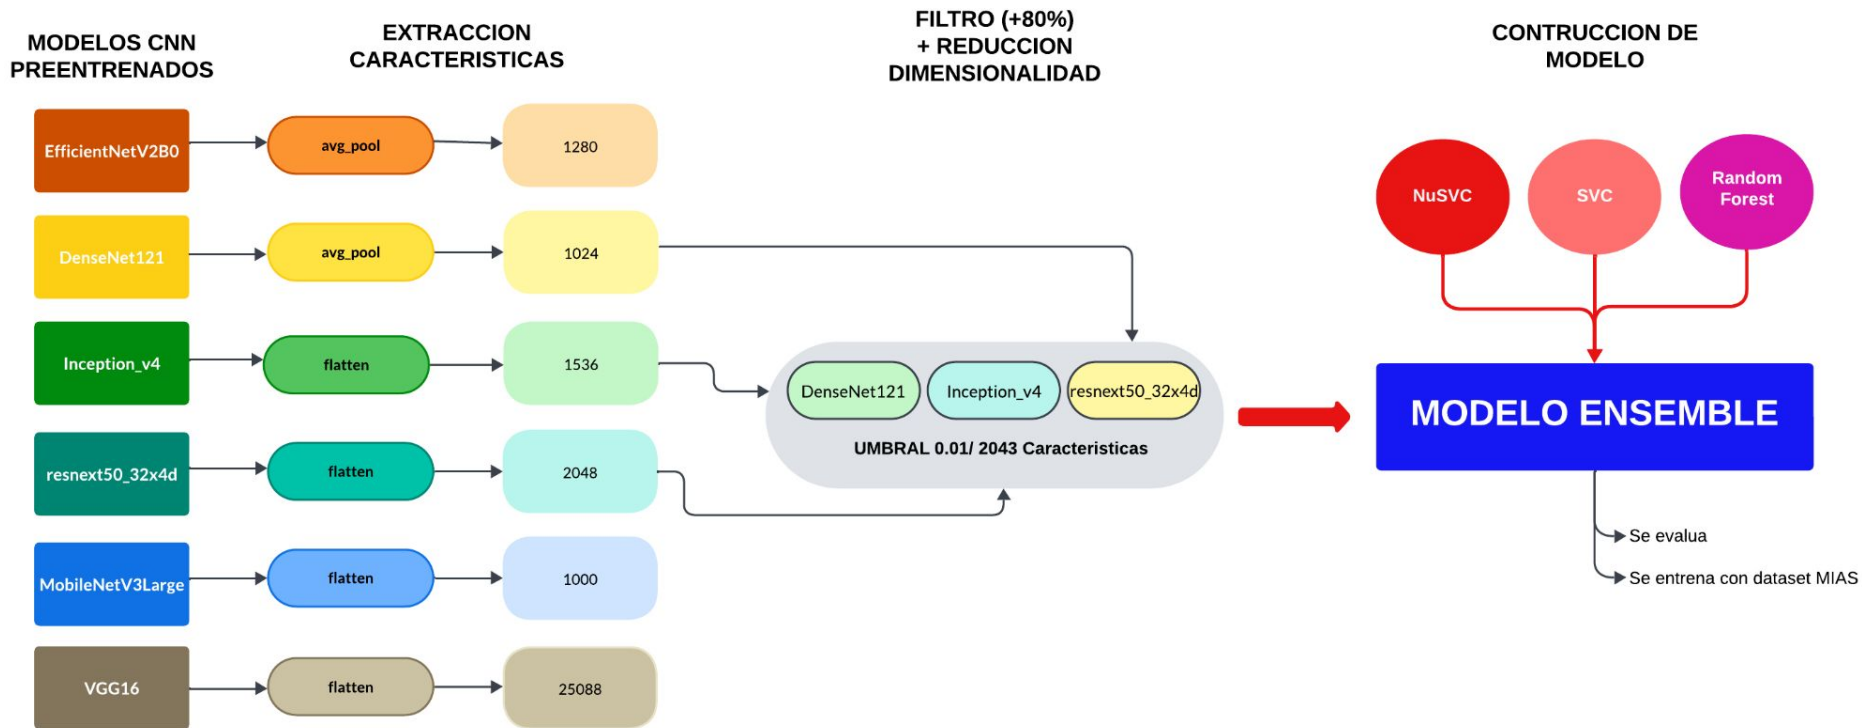 MODELOS CNN
PREENTRENADOS
EXTRACCION
CARACTERISTICAS
FILTRO (+80%)
+ REDUCCION
DIMENSIONALIDAD
CONTRUCCION DE
MODELO
EfficientNetV2B0
avg_pool
1280
DenseNet121
avg_pool
1024
Inception_v4
flatten
1536
resnext50_32x4d
flatten
2048
MobileNetV3Large
flatten
1000
VGG16
flatten
25088
DenseNet121
Inception_v4
resnext50_32x4d
UMBRAL 0.01/ 2043 Caracteristicas
NuSVC
SVC
Random
Forest
MODELO ENSEMBLE
Se evalua
Se entrena con dataset MIAS